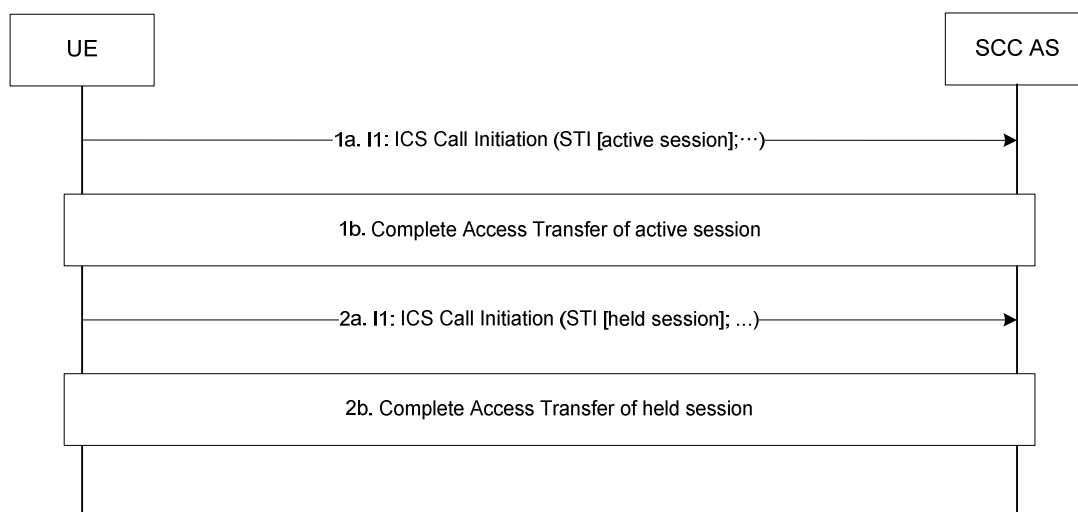 UE
SCC AS
1a. I1: ICS Call Initiation (STI [active session];⋯)
1b. Complete Access Transfer of active session
2a. I1: ICS Call Initiation (STI [held session]; ...)
2b. Complete Access Transfer of held session